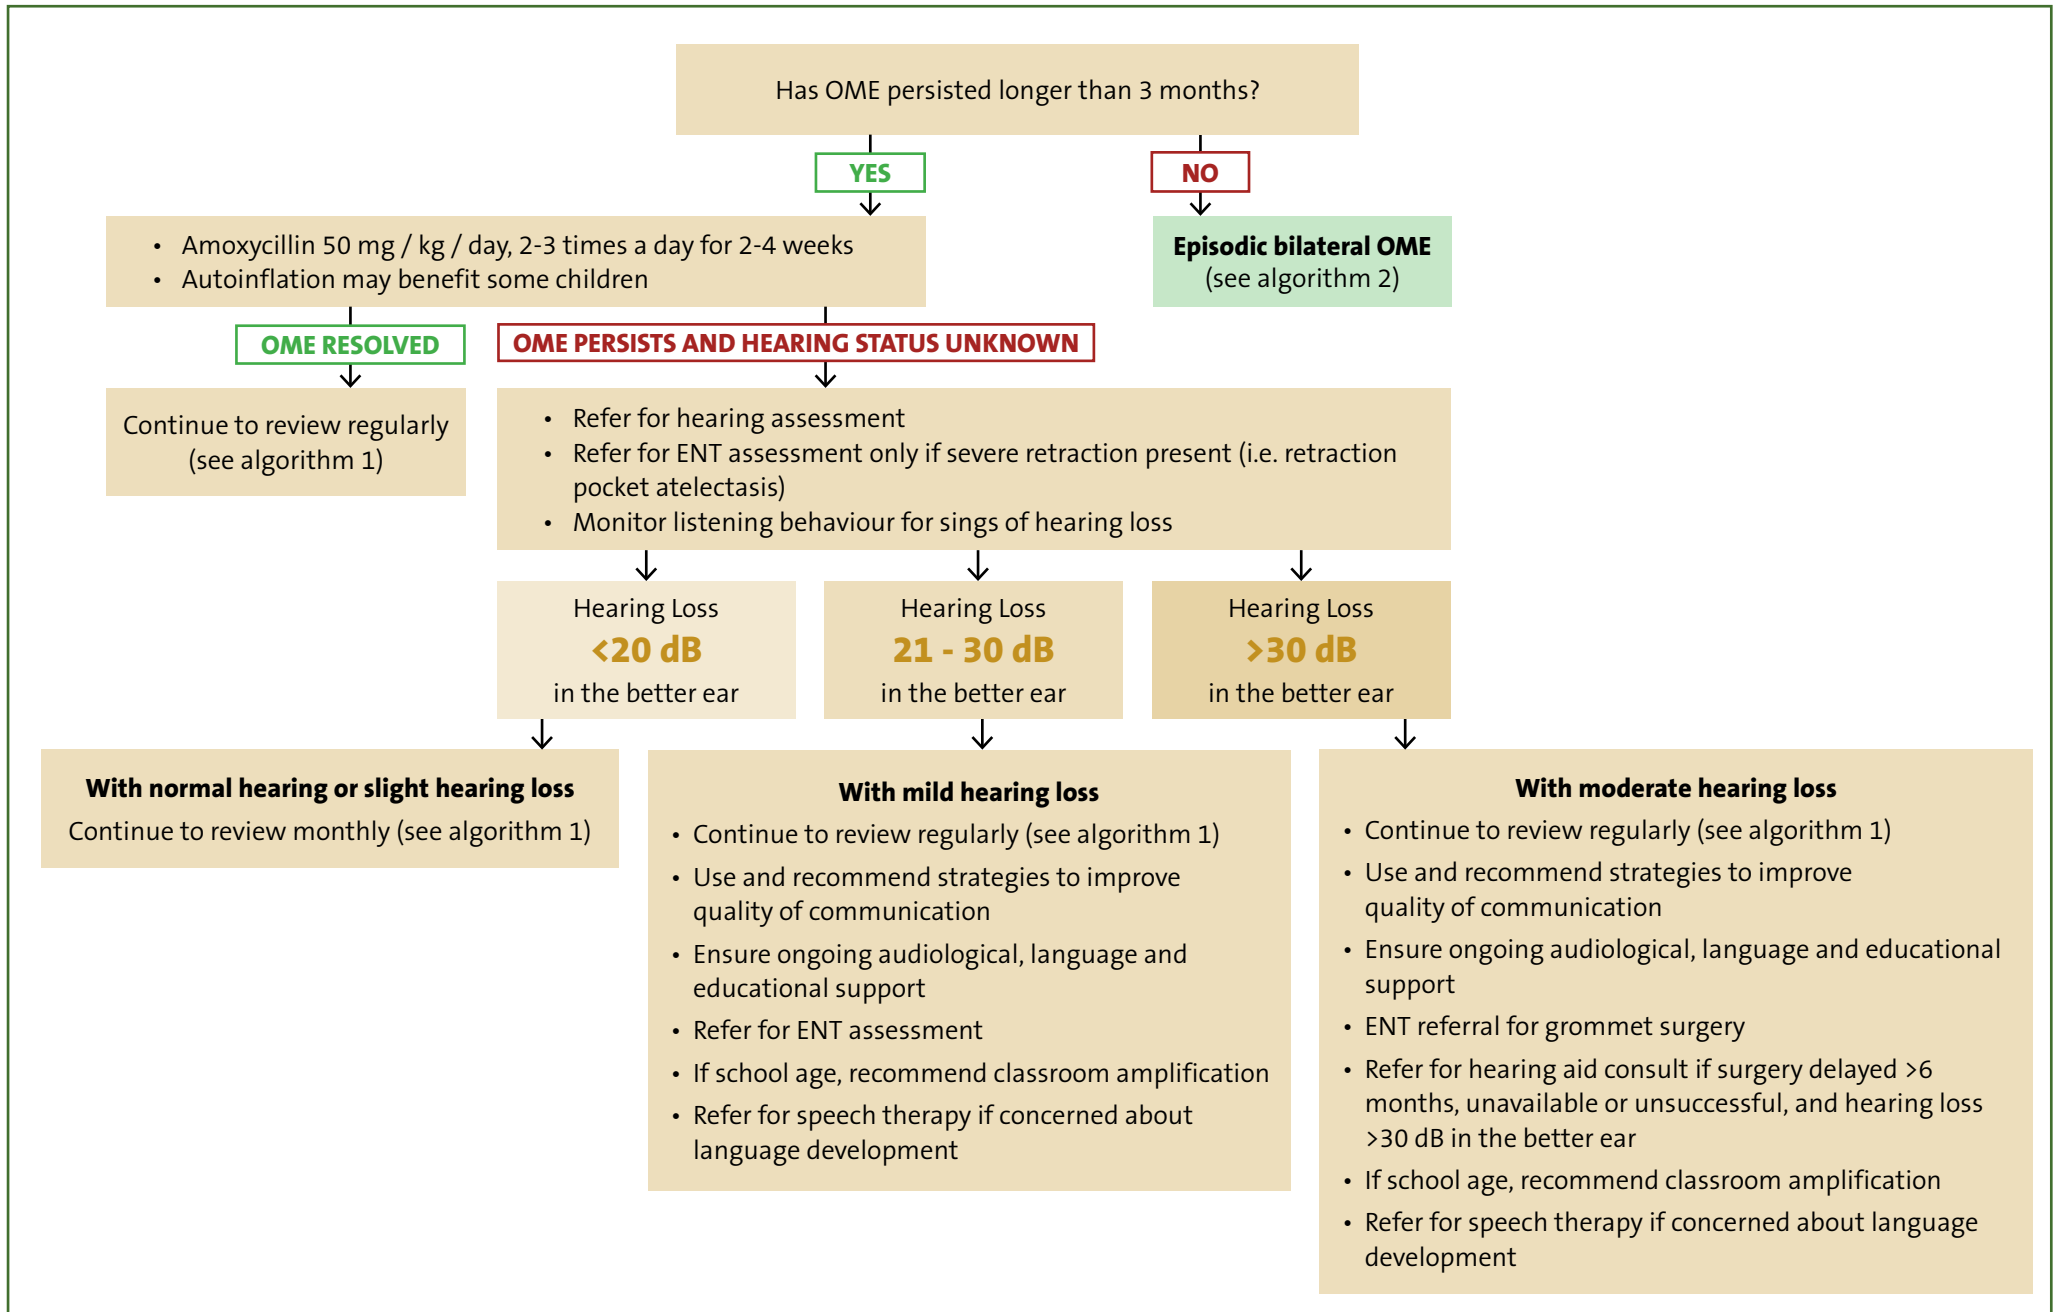 Has OME persisted longer than 3 months?
YES
NO
• Amoxycillin 50 mg / kg / day, 2-3 times a day for 2-4 weeks
• Autoinflation may benefit some children
Episodic bilateral OME
(see algorithm 2)
OME RESOLVED
OME PERSISTS AND HEARING STATUS UNKNOWN
Continue to review regularly
(see algorithm 1)
• Refer for hearing assessment
• Refer for ENT assessment only if severe retraction present (i.e. retraction
pocket atelectasis)
• Monitor listening behaviour for sings of hearing loss
Hearing Loss
<20 dB
in the better ear
Hearing Loss
21 - 30 dB
in the better ear
Hearing Loss
>30 dB
in the better ear
With normal hearing or slight hearing loss
Continue to review monthly (see algorithm 1)
With mild hearing loss
• Continue to review regularly (see algorithm 1)
• Use and recommend strategies to improve
quality of communication
• Ensure ongoing audiological, language and
educational support
• Refer for ENT assessment
• If school age, recommend classroom amplification
• Refer for speech therapy if concerned about
language development
With moderate hearing loss
• Continue to review regularly (see algorithm 1)
• Use and recommend strategies to improve
quality of communication
• Ensure ongoing audiological, language and educational
support
• ENT referral for grommet surgery
• Refer for hearing aid consult if surgery delayed >6
months, unavailable or unsuccessful, and hearing loss
>30 dB in the better ear
• If school age, recommend classroom amplification
• Refer for speech therapy if concerned about language
development